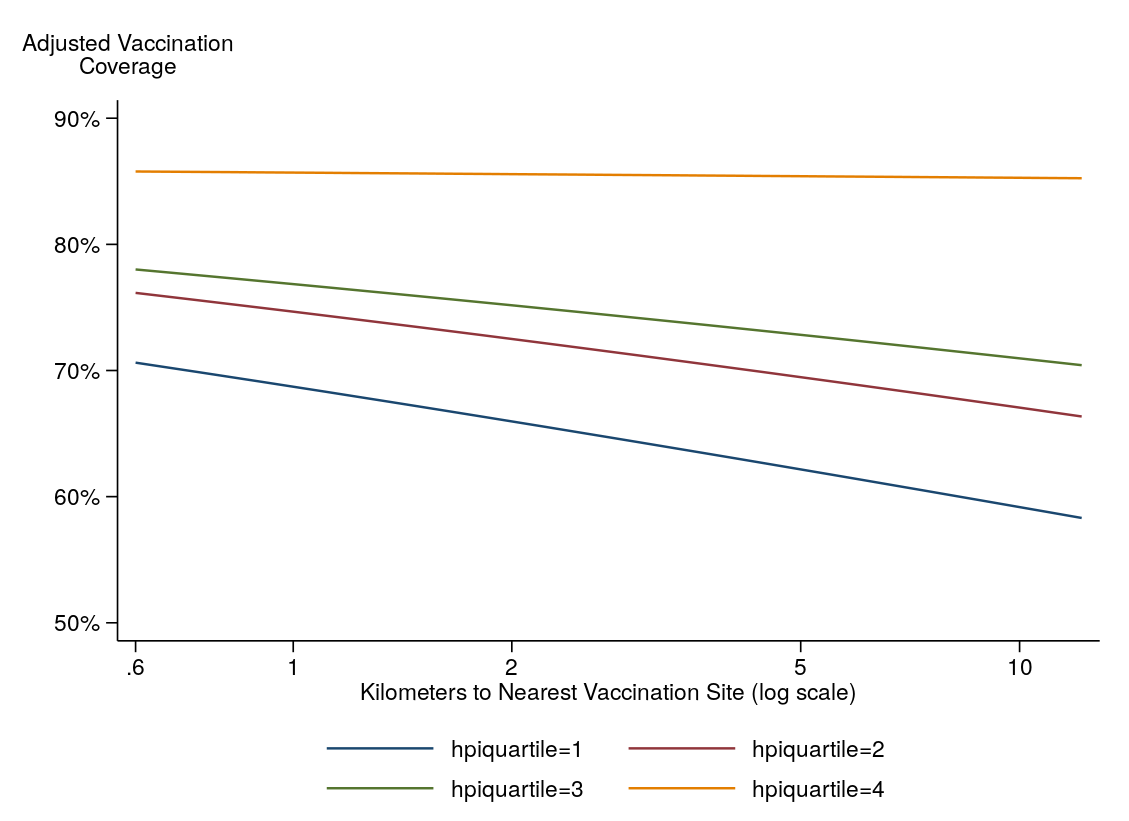 Adjusted Vaccination
Coverage
90%
80%
70%
60%
50%
.6 1 2 5 10
Kilometers to Nearest Vaccination Site (log scale)
hpiquartile=1 hpiquartile=2
hpiquartile=3 hpiquartile=4